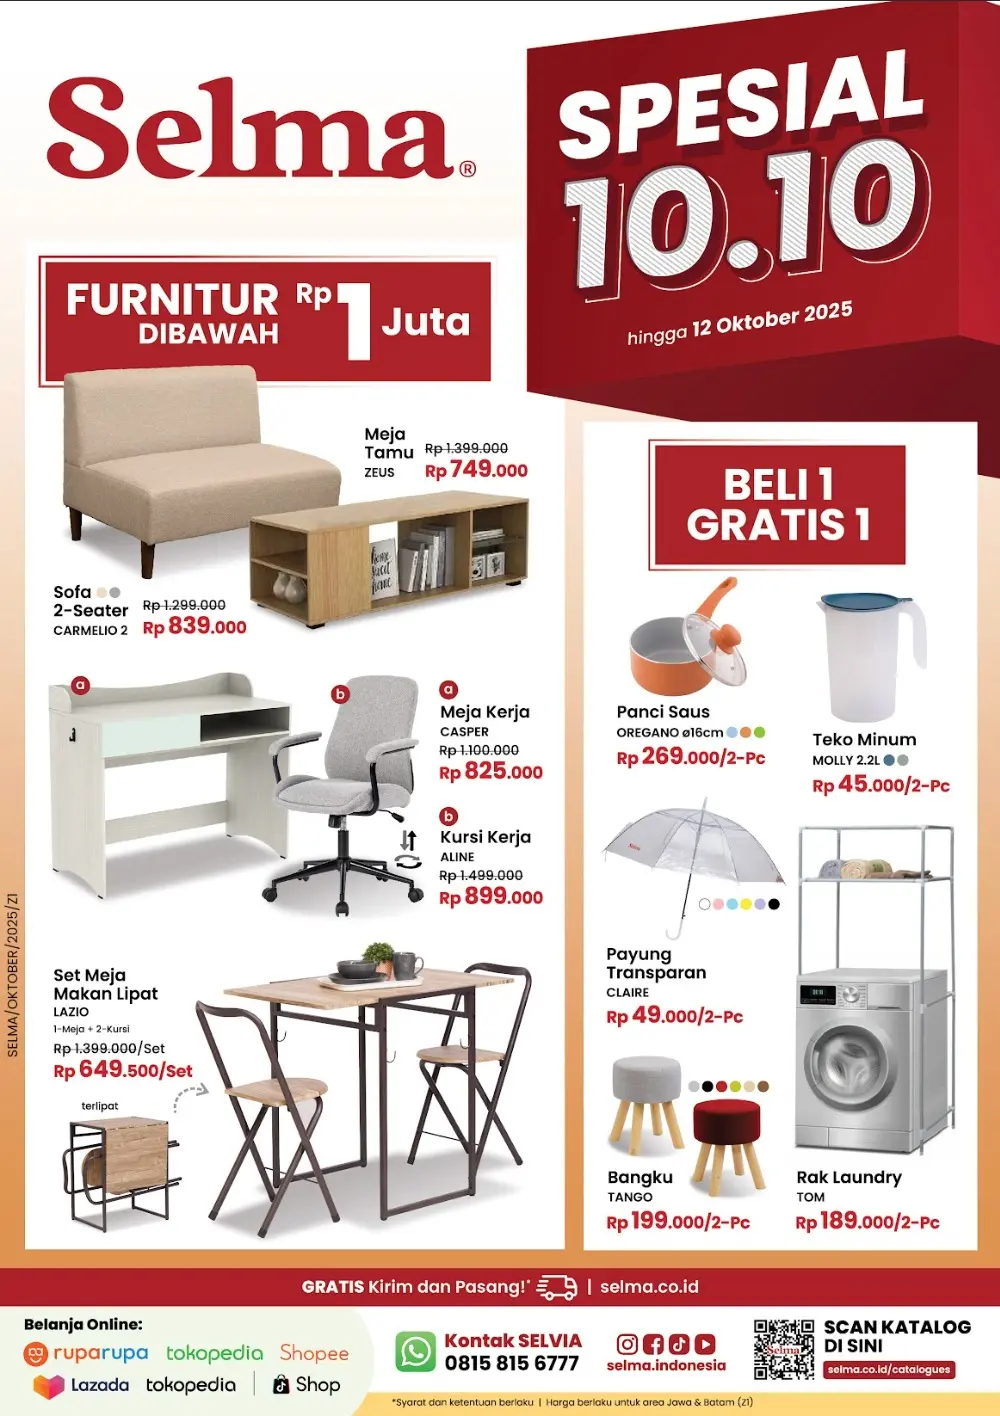 Selma®
SPESIAL
10.10
hingga 12 Oktober 2025
FURNITUR
DIBAWAH
Rp 1 Juta
Meja
Tamu
ZEUS
Rp 1.399.000
Rp 749.000
Sofa
2-Seater
CARMELIO 2
Rp 1.299.000
Rp 839.000
a
b
a
Meja Kerja
CASPER
Rp 1.100.000
Rp 825.000
b
Kursi Kerja
ALINE
Rp 1.499.000
Rp 899.000
Set Meja
Makan Lipat
LAZIO
1-Meja + 2-Kursi
Rp 1.399.000/Set
Rp 649.500/Set
terlipat
SELMA/OKTOBER/2025/Z1
BELI 1
GRATIS 1
Panci Saus
OREGANO ø16cm
Rp 269.000/2-Pc
Teko Minum
MOLLY 2.2L
Rp 45.000/2-Pc
Selma
Payung
Transparan
CLAIRE
Rp 49.000/2-Pc
Bangku
TANGO
Rp 199.000/2-Pc
Rak Laundry
TOM
Rp 189.000/2-Pc
GRATIS Kirim dan Pasang!* | selma.co.id
Belanja Online:
ruparupa tokopedia Shopee
Lazada tokopedia | Shop
Kontak SELVIA
0815 815 6777
selma.indonesia
Selma
SCAN KATALOG
DI SINI
selma.co.id/catalogues
*Syarat dan ketentuan berlaku | Harga berlaku untuk area Jawa & Batam (Z1)